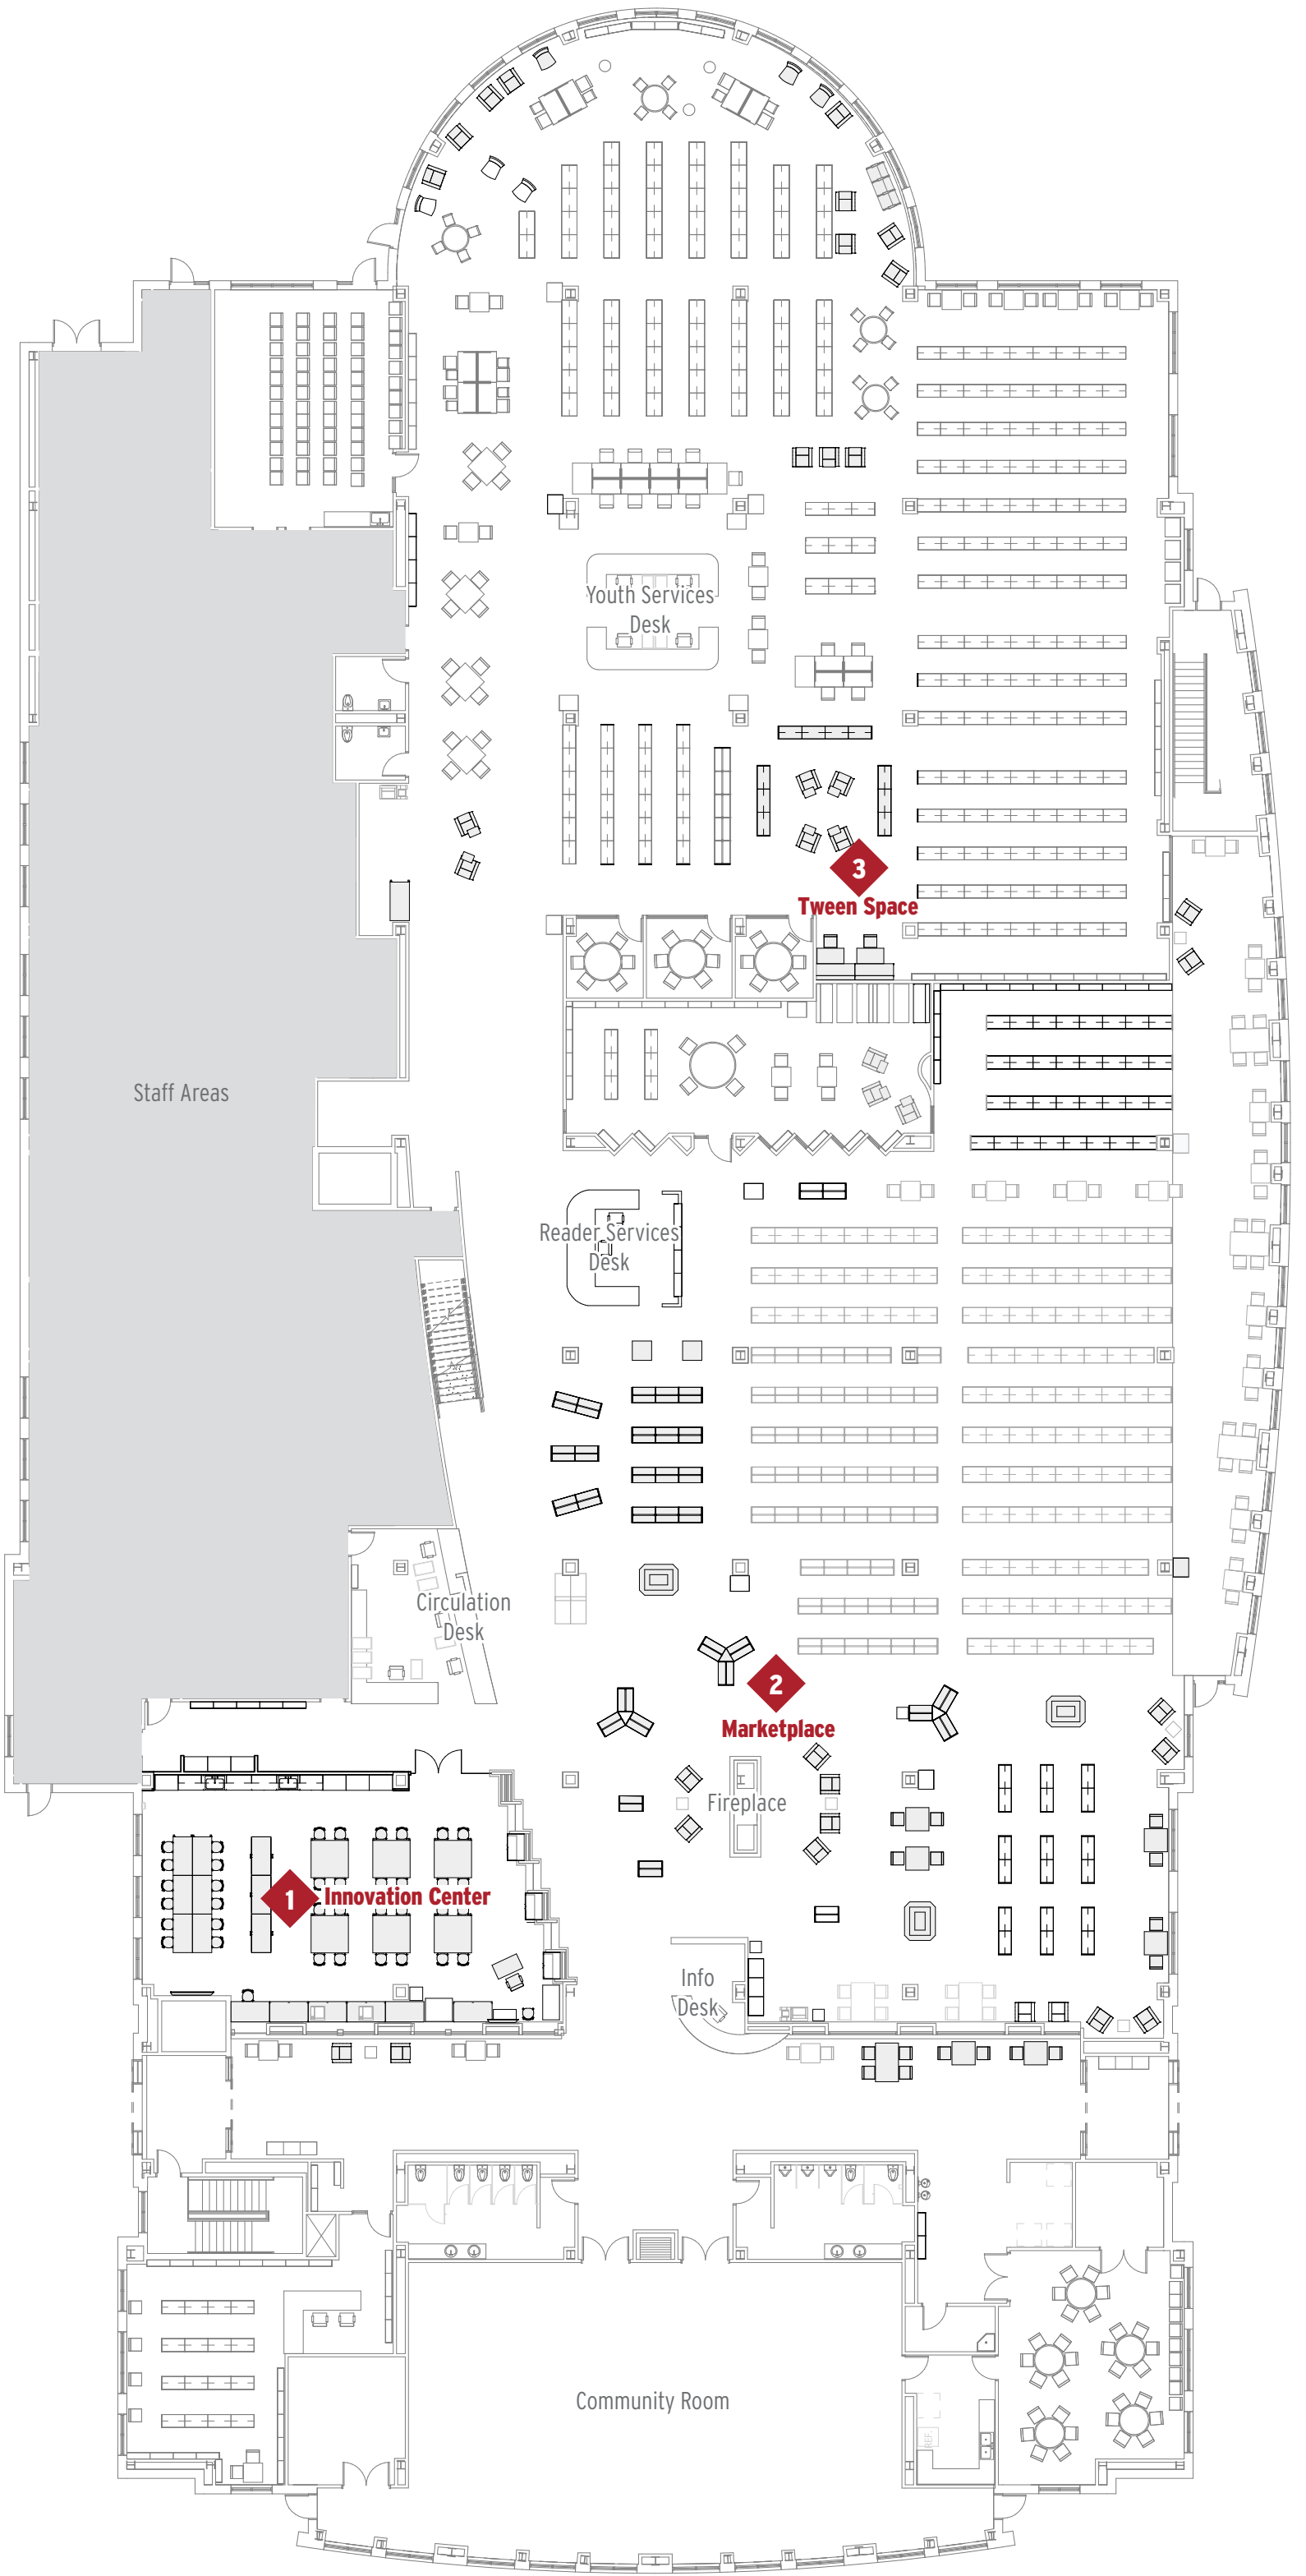 Youth Services
Desk
3
Tween Space
Staff Areas
Reader Services
Desk
Circulation
Desk
2
Marketplace
Fireplace
1
Innovation Center
Info
Desk
Community Room
REF.